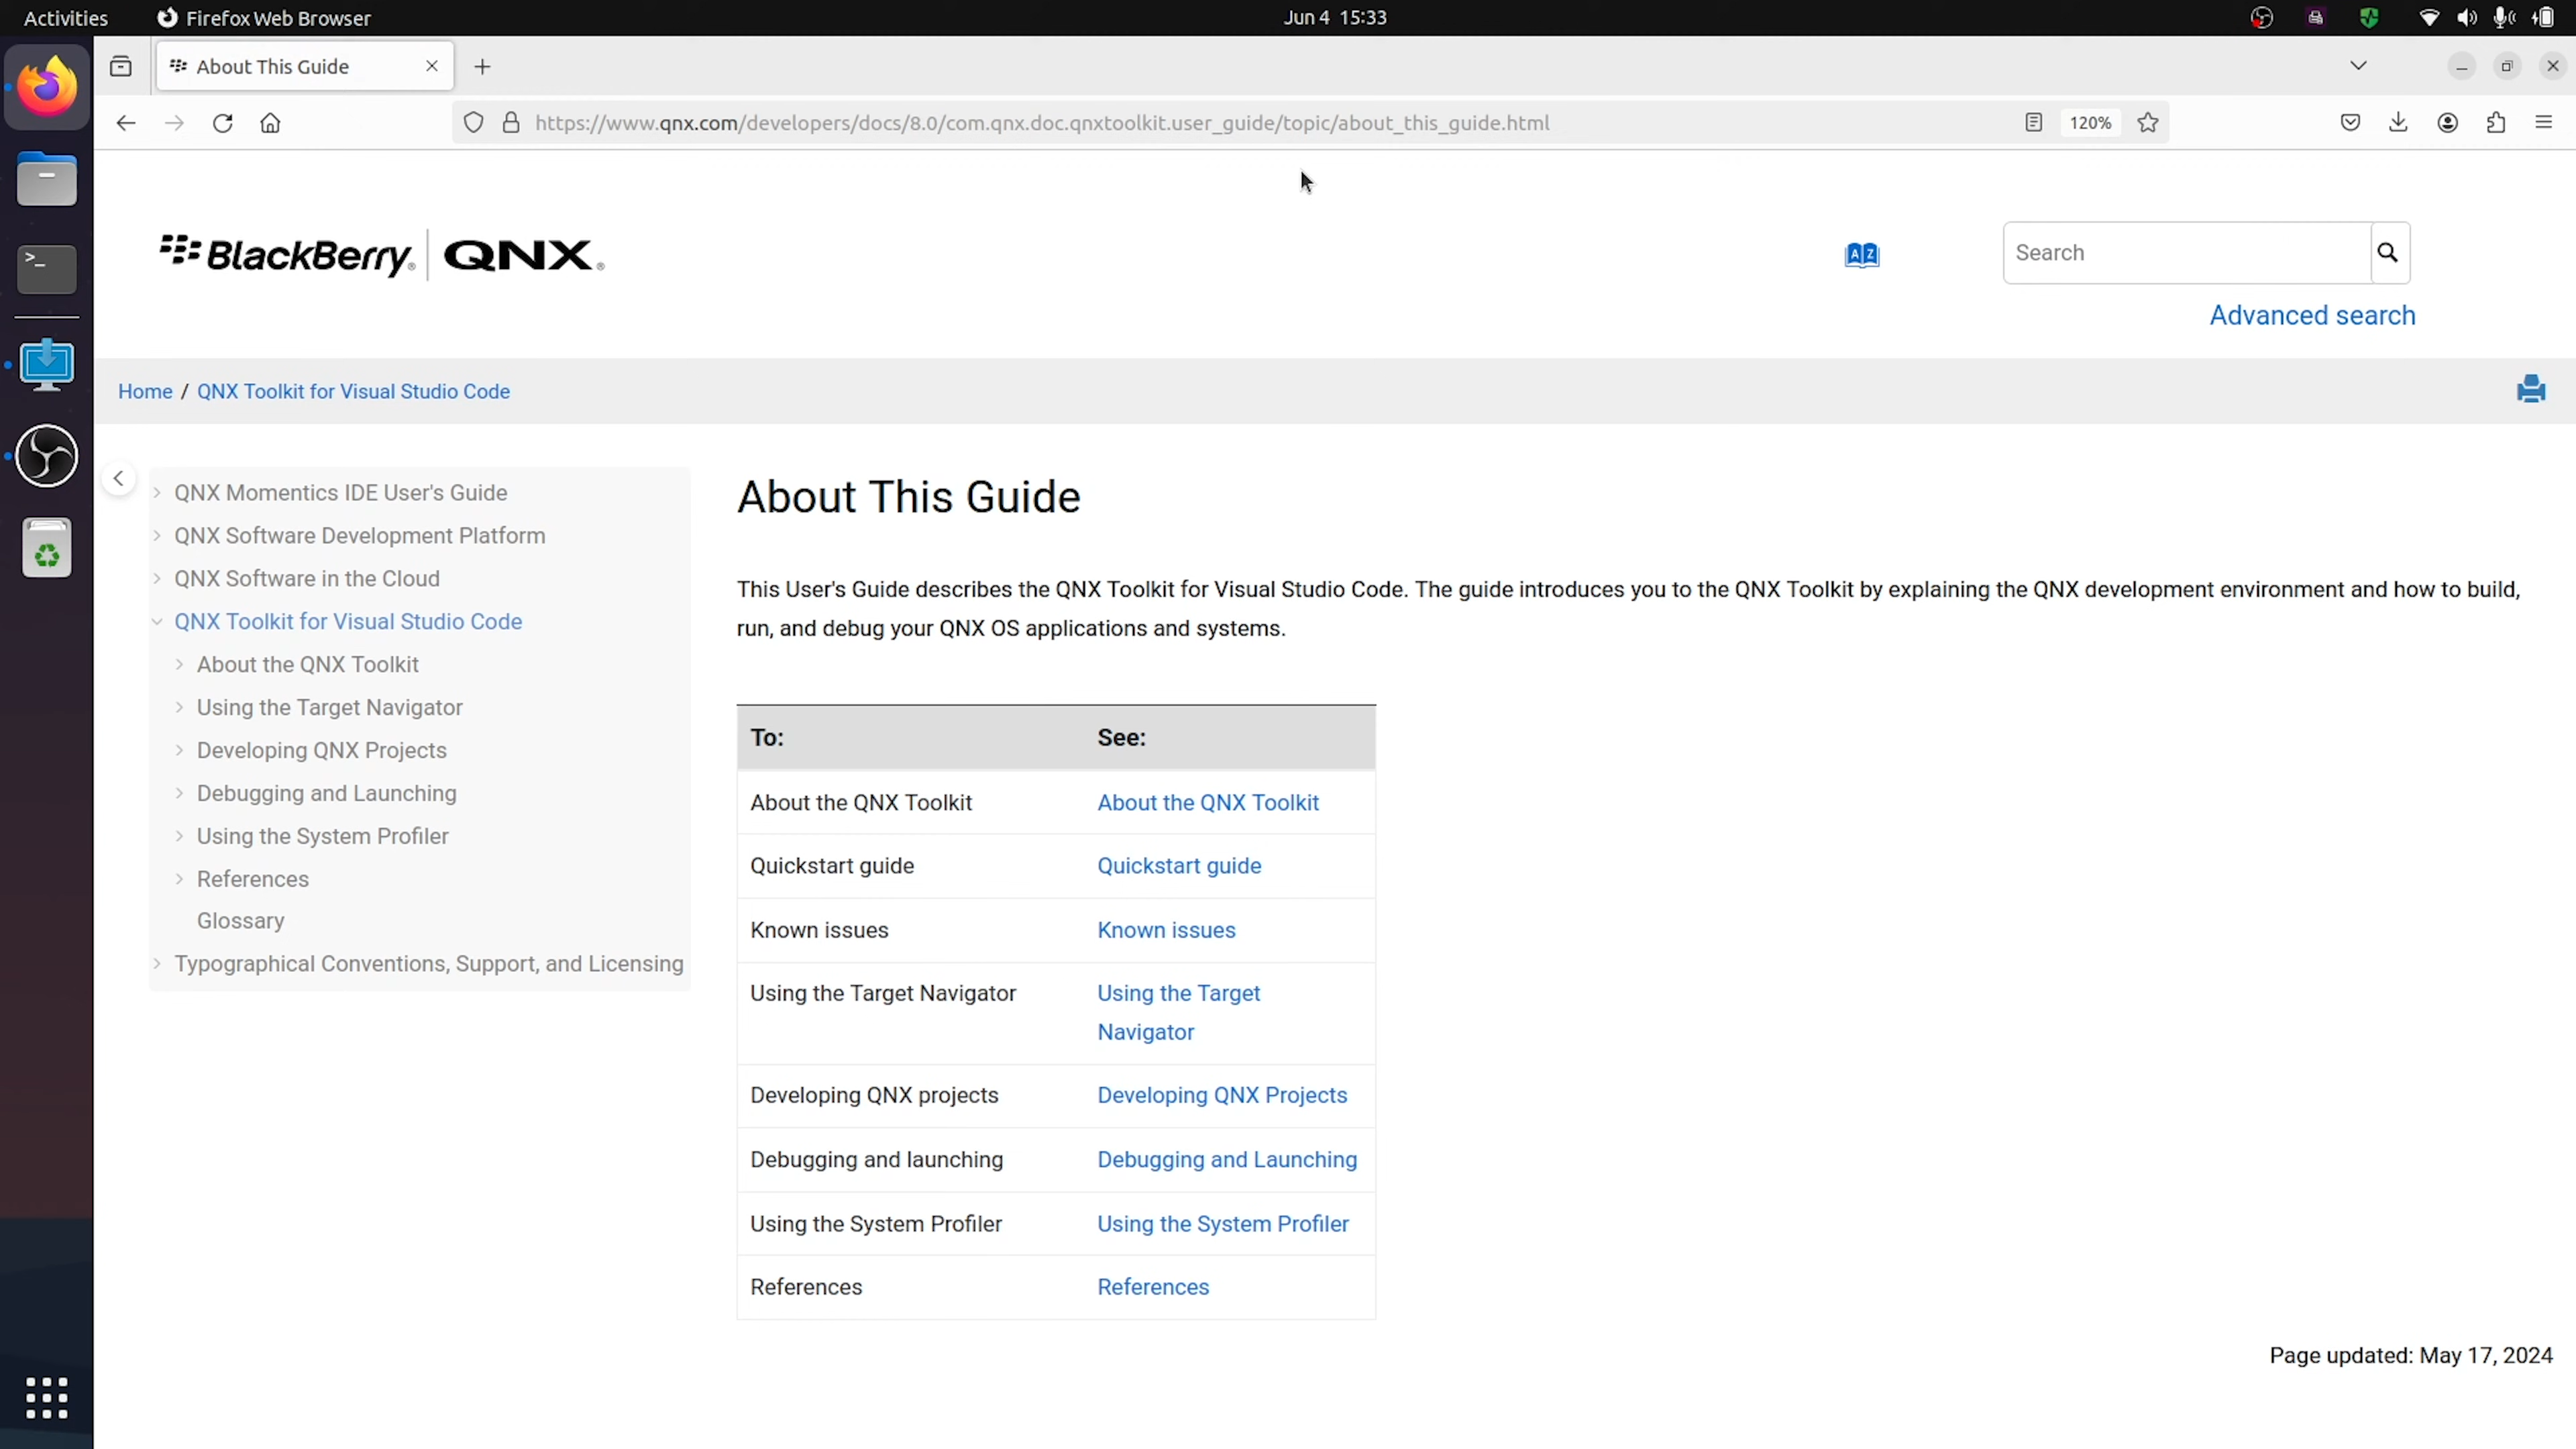 Activities Firefox Web Browser Jun 4 15:33
About This Guide
https://www.qnx.com/developers/docs/8.0/com.qnx.doc.qnxtoolkit.user_guide/topic/about_this_guide.html 120%
BlackBerry® QNX®
A Z
Search
Advanced search
Home / QNX Toolkit for Visual Studio Code
QNX Momentics IDE User's Guide
QNX Software Development Platform
QNX Software in the Cloud
QNX Toolkit for Visual Studio Code
About the QNX Toolkit
Using the Target Navigator
Developing QNX Projects
Debugging and Launching
Using the System Profiler
References
Glossary
Typographical Conventions, Support, and Licensing
About This Guide
This User's Guide describes the QNX Toolkit for Visual Studio Code. The guide introduces you to the QNX Toolkit by explaining the QNX development environment and how to build,
run, and debug your QNX OS applications and systems.
To: See:
About the QNX Toolkit About the QNX Toolkit
Quickstart guide Quickstart guide
Known issues Known issues
Using the Target Navigator Using the Target
Navigator
Developing QNX projects Developing QNX Projects
Debugging and launching Debugging and Launching
Using the System Profiler Using the System Profiler
References References
Page updated: May 17, 2024